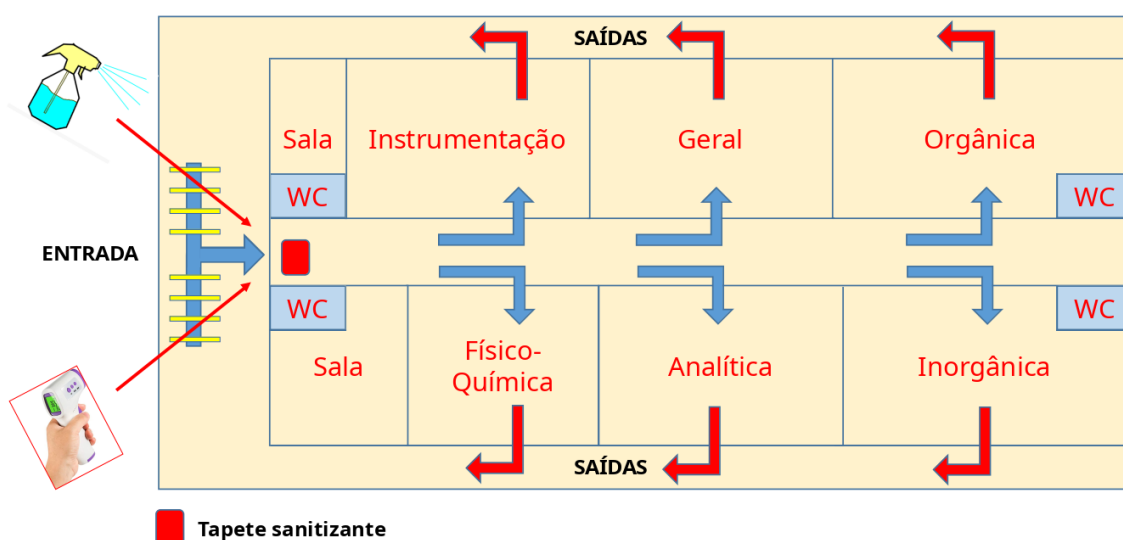 SAÍDAS
Sala
Instrumentação
Geral
Orgânica
WC
WC
ENTRADA
WC
WC
Sala
Físico-
Química
Analítica
Inorgânica
SAÍDAS
Tapete sanitizante